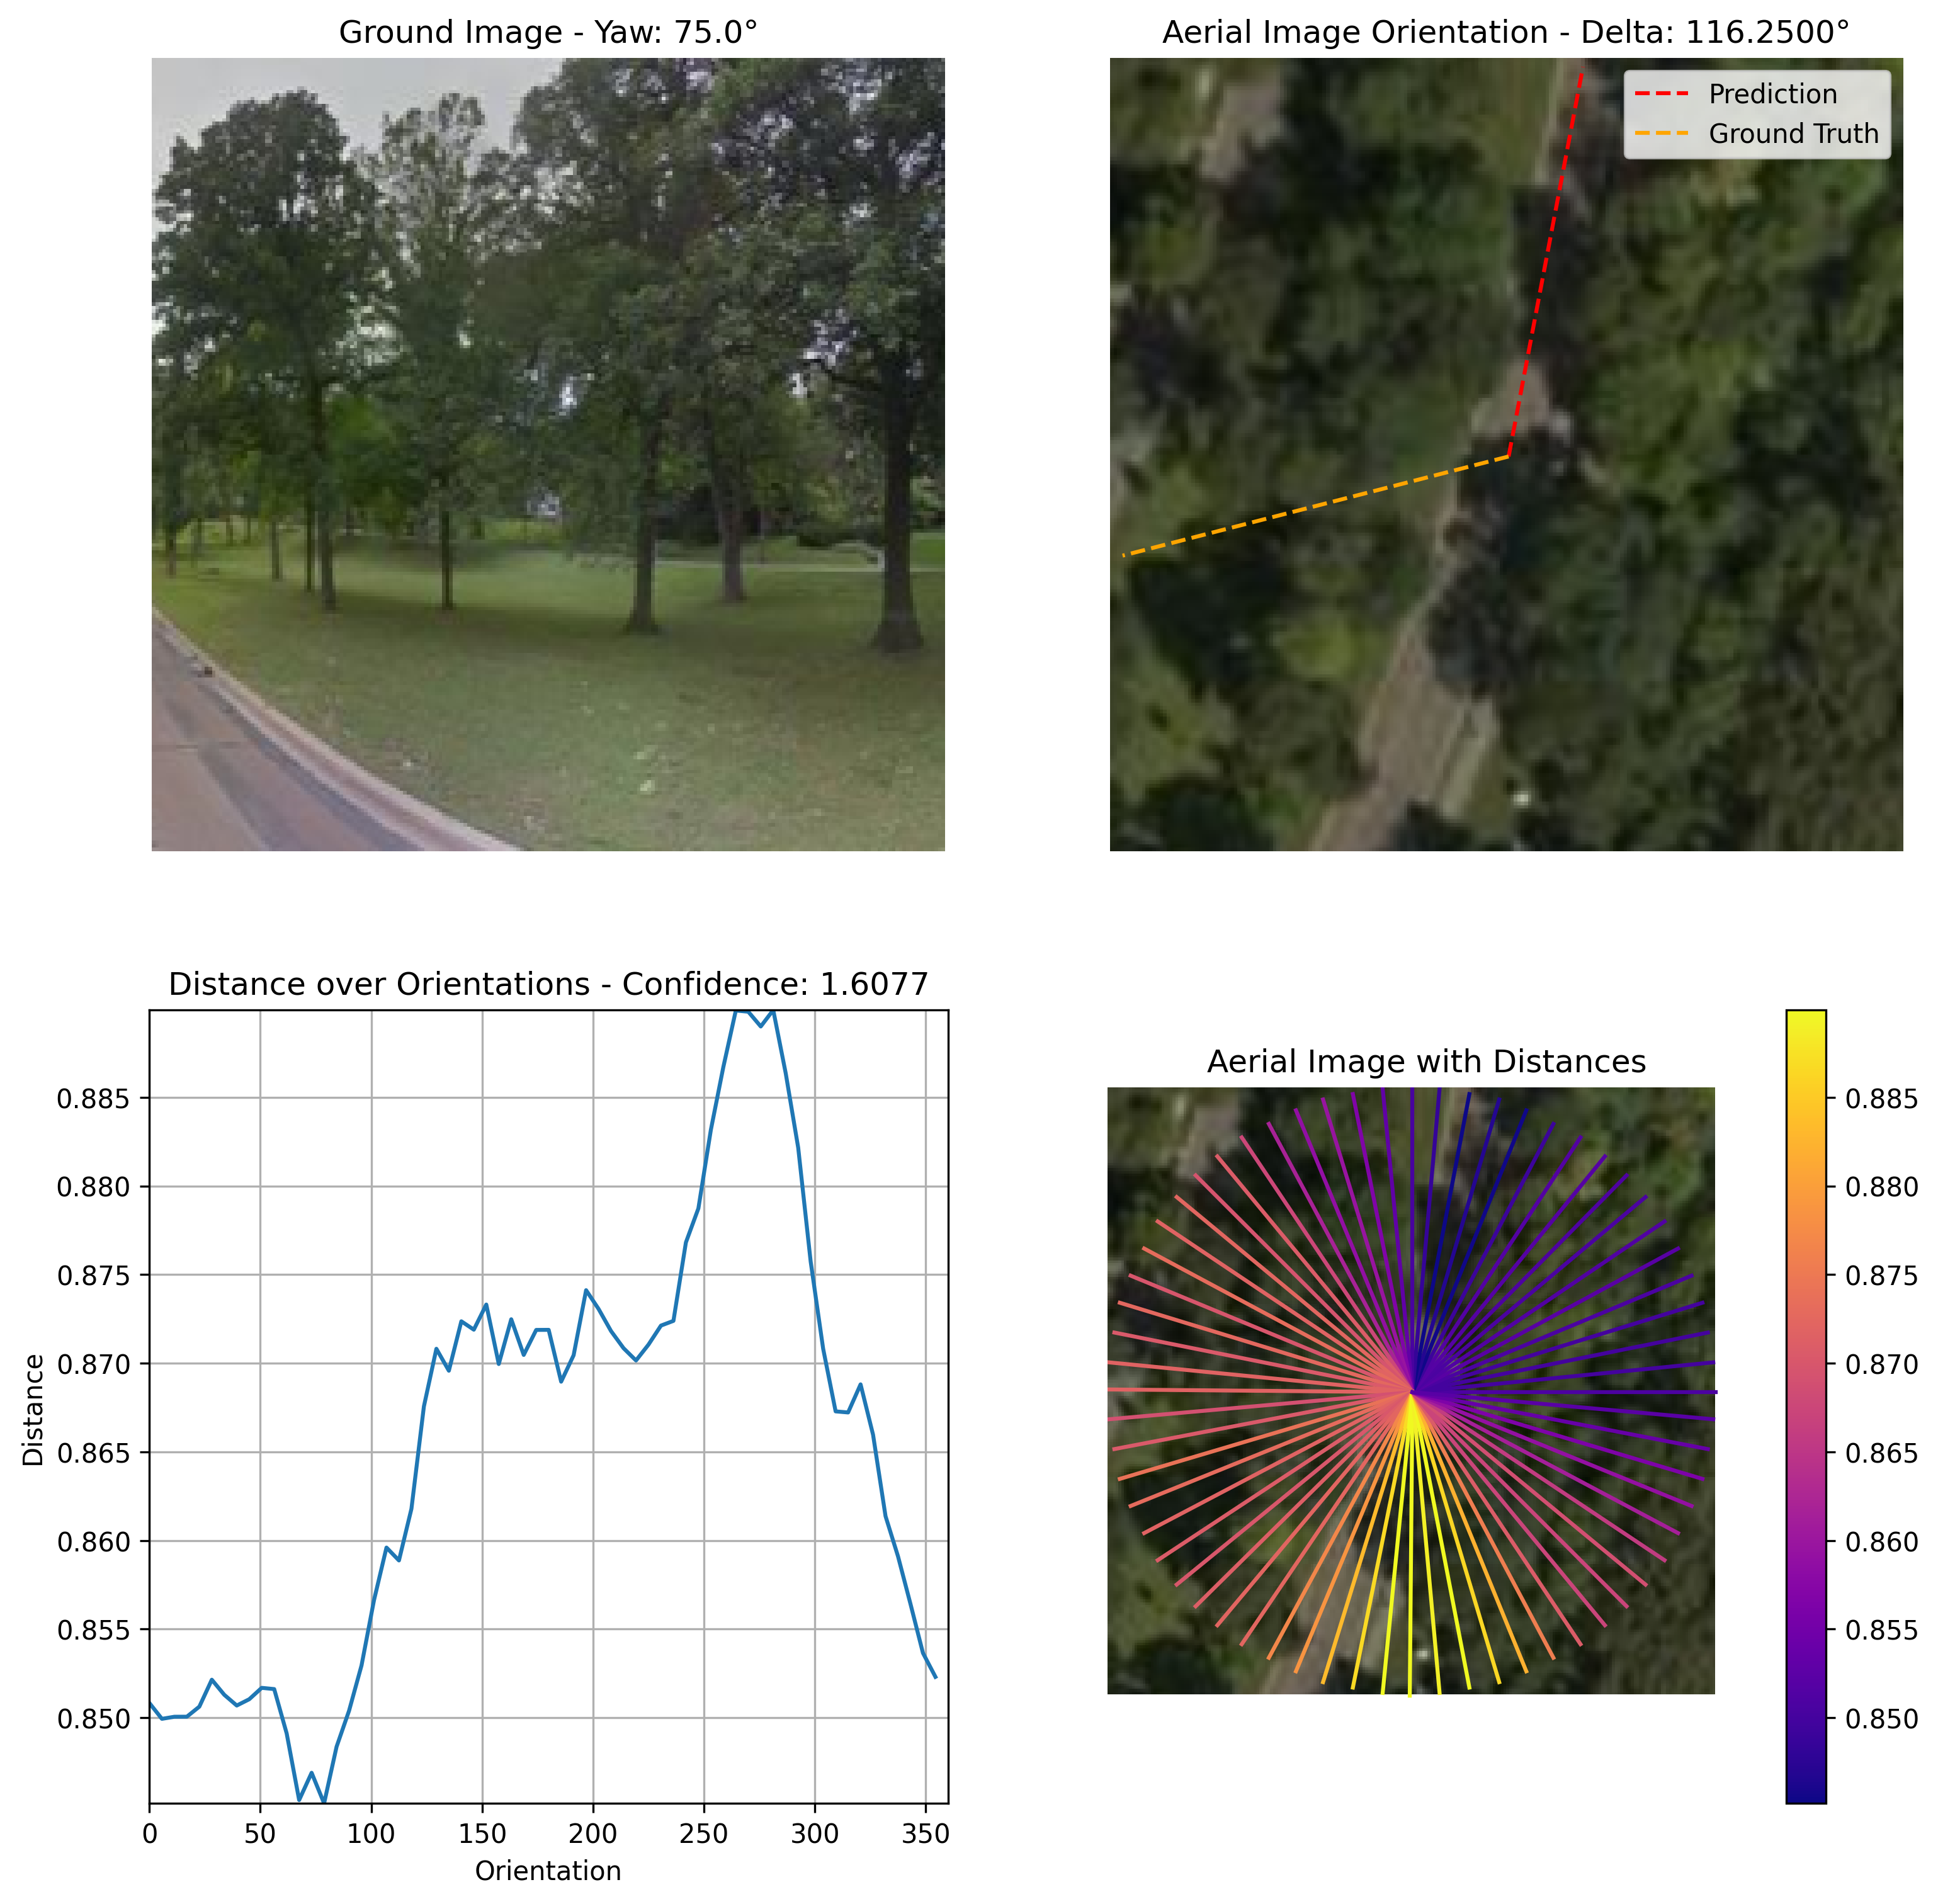 Ground Image - Yaw: 75.0°
Aerial Image Orientation - Delta: 116.2500°
Prediction
Ground Truth
Distance over Orientations - Confidence: 1.6077
0.885
0.880
0.875
0.870
0.865
0.860
0.855
0.850
Distance
0 50 100 150 200 250 300 350
Orientation
Aerial Image with Distances
0.885
0.880
0.875
0.870
0.865
0.860
0.855
0.850